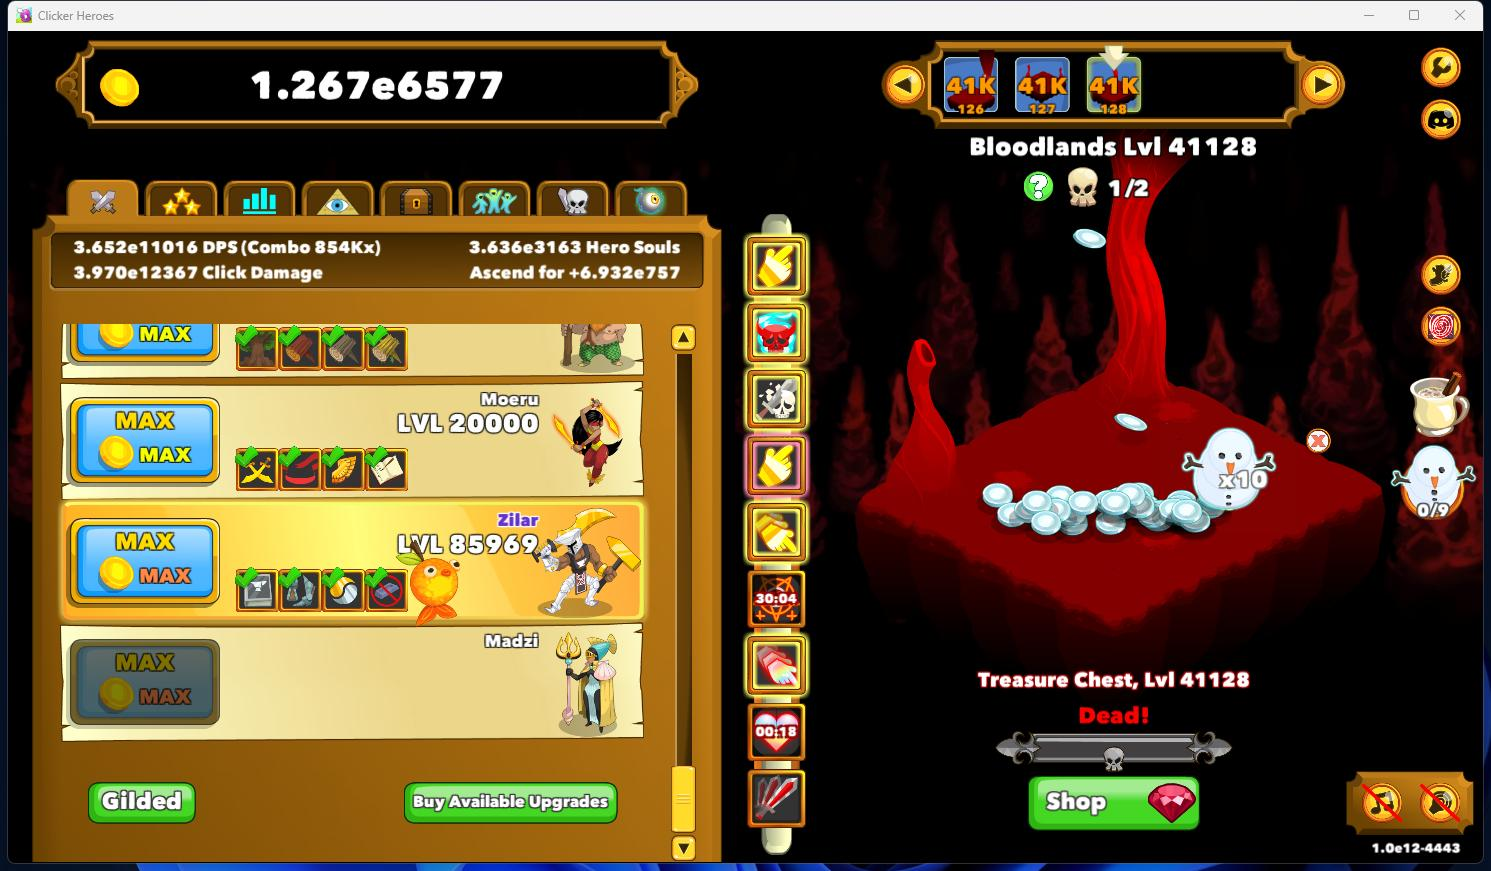 Clicker Heroes
1.267e6577
41K 41K 41K
126 127 128
Bloodlands Lvl 41128
1/2
3.652e11016 DPS (Combo 854Kx)
3.636e3163 Hero Souls
3.970e12367 Click Damage
Ascend for +6.932e757
MAX
Moeru
LVL 20000
MAX
MAX
Zilar
LVL 85969
MAX
MAX
Madzi
MAX
MAX
Gilded
Buy Available Upgrades
30:04
00:18
x10
0/9
Treasure Chest, Lvl 41128
Dead!
Shop
1.0e12-4443